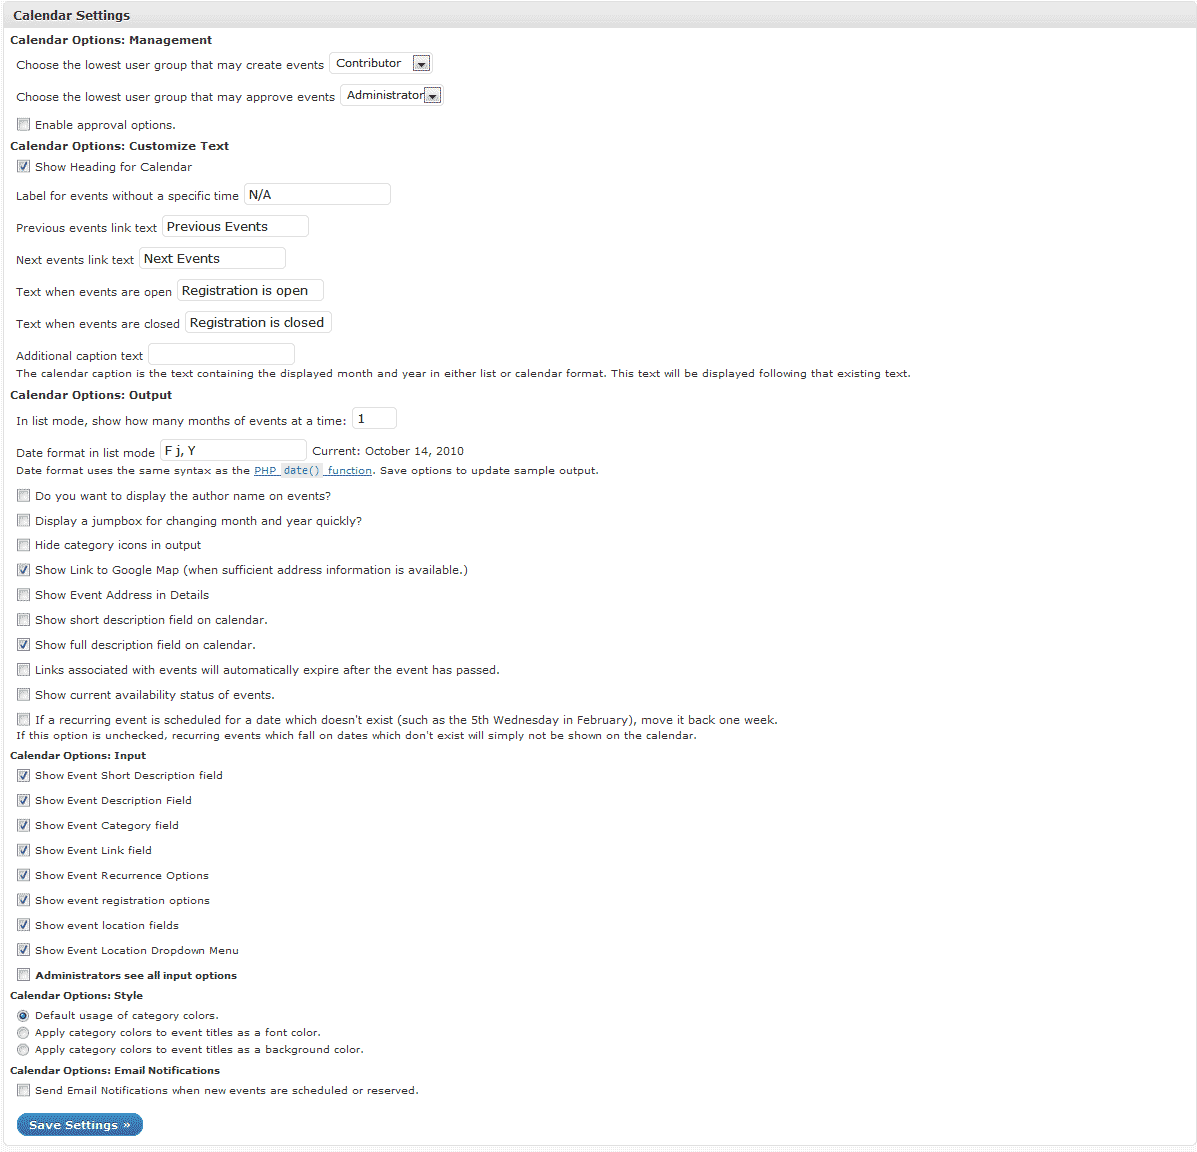 Calendar Settings
Calendar Options: Management
Choose the lowest user group that may create events Contributor
Choose the lowest user group that may approve events Administrator
Enable approval options.
Calendar Options: Customize Text
Show Heading for Calendar
Label for events without a specific time N/A
Previous events link text Previous Events
Next events link text Next Events
Text when events are open Registration is open
Text when events are closed Registration is closed
Additional caption text
The calendar caption is the text containing the displayed month and year in either list or calendar format. This text will be displayed following that existing text.
Calendar Options: Output
In list mode, show how many months of events at a time: 1
Date format in list mode F j, Y Current: October 14, 2010
Date format uses the same syntax as the PHP date() function. Save options to update sample output.
Do you want to display the author name on events?
Display a jumpbox for changing month and year quickly?
Hide category icons in output
Show Link to Google Map (when sufficient address information is available.)
Show Event Address in Details
Show short description field on calendar.
Show full description field on calendar.
Links associated with events will automatically expire after the event has passed.
Show current availability status of events.
If a recurring event is scheduled for a date which doesn't exist (such as the 5th Wednesday in February), move it back one week.
If this option is unchecked, recurring events which fall on dates which don't exist will simply not be shown on the calendar.
Calendar Options: Input
Show Event Short Description field
Show Event Description Field
Show Event Category field
Show Event Link field
Show Event Recurrence Options
Show event registration options
Show event location fields
Show Event Location Dropdown Menu
Administrators see all input options
Calendar Options: Style
Default usage of category colors.
Apply category colors to event titles as a font color.
Apply category colors to event titles as a background color.
Calendar Options: Email Notifications
Send Email Notifications when new events are scheduled or reserved.
Save Settings »